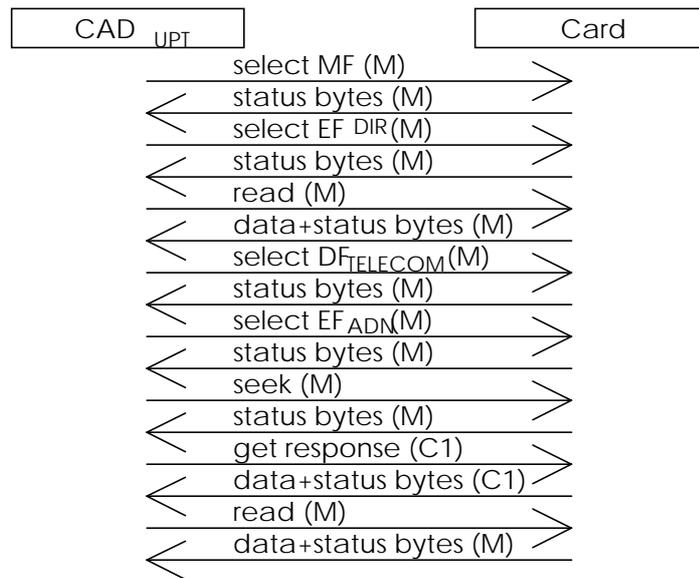 CAD UPT Card
select MF (M)
status bytes (M)
select EF DIR (M)
status bytes (M)
read (M)
data+status bytes (M)
select DFTELECOM (M)
status bytes (M)
select EFADN (M)
status bytes (M)
seek (M)
status bytes (M)
get response (C1)
data+status bytes (C1)
read (M)
data+status bytes (M)